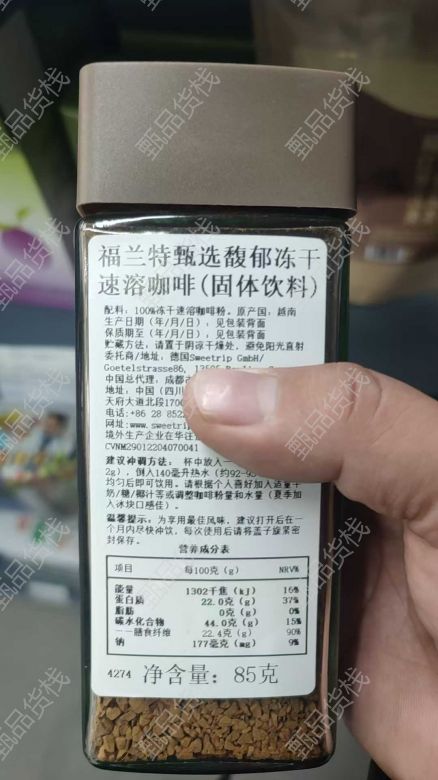 福兰特甄选馥郁冻干
速溶咖啡(固体饮料)
配料: 100%冻干速溶咖啡粉。原产国: 越南
生产日期（年/月/日），见包装背面
保质期至（年/月/日），见包装背面
贮藏方法: 请置于阴凉干燥处, 避免阳光直射
委托商/地址: 德国Sweetrip GmbH/
Goetelstrasse86,
中国总代理: 成都
地址: 中国 (四川
天府大道北段1700
电话:+86 28 852
网址:www.sweetrip
境外生产企业在华注
CVNM29012204070041
建议冲调方法: 杯中放入一
2g), 倒入140毫升热水 (约92-9
均匀后即可饮用。请根据个人喜好加入适量牛
奶/糖/椰汁等或调整咖啡粉量和水量 (夏季加
入冰块口感佳) 。
温馨提示: 为享用最佳风味, 建议打开后在一
个月内尽快冲饮, 每次使用后请将盖子旋紧密
封保存。
营养成分表
项目 每100克(g) NRV%
能量 1302千焦(kJ) 16%
蛋白质 22.0克(g) 37%
脂肪 0克(g) 0%
碳水化合物 44.0克(g) 15%
——膳食纤维 22.4克(g) 90%
钠 177毫克(mg) 9%
4274 净含量: 85克
甄品货栈